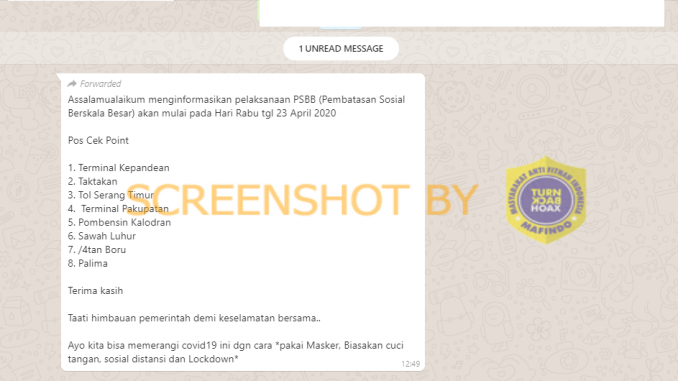 1 UNREAD MESSAGE
Forwarded
Assalamualaikum menginformasikan pelaksanaan PSBB (Pembatasan Sosial
Berskala Besar) akan mulai pada Hari Rabu tgl 23 April 2020
Pos Cek Point
1. Terminal Kepandean
2. Taktakan
3. Tol Serang Timur
4. Terminal Pakupatan
5. Pombensin Kalodran
6. Sawah Luhur
7. /4tan Boru
8. Palima
Terima kasih
Taati himbauan pemerintah demi keselamatan bersama..
Ayo kita bisa memerangi covid19 ini dgn cara *pakai Masker, Biasakan cuci
tangan, sosial distansi dan Lockdown*
12:49
SCREENSHOT BY
MASYARAKAT ANTI FITNAH INDONESIA
TURN
BACK
HOAX
MAFINDO